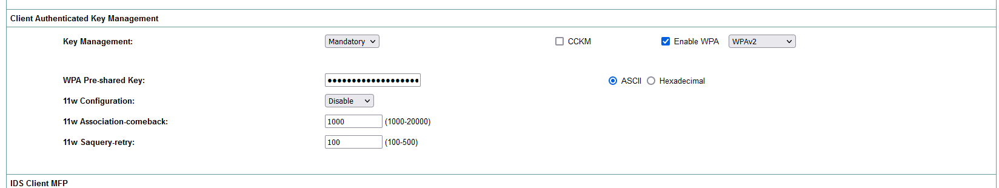 Client Authenticated Key Management
Key Management: Mandatory CCKM Enable WPA WPAv2
WPA Pre-shared Key: ●●●●●●●●●●●●●●●●●●● ASCII Hexadecimal
11w Configuration: Disable
11w Association-comeback: 1000 (1000-20000)
11w Saquery-retry: 100 (100-500)
IDS Client MFP